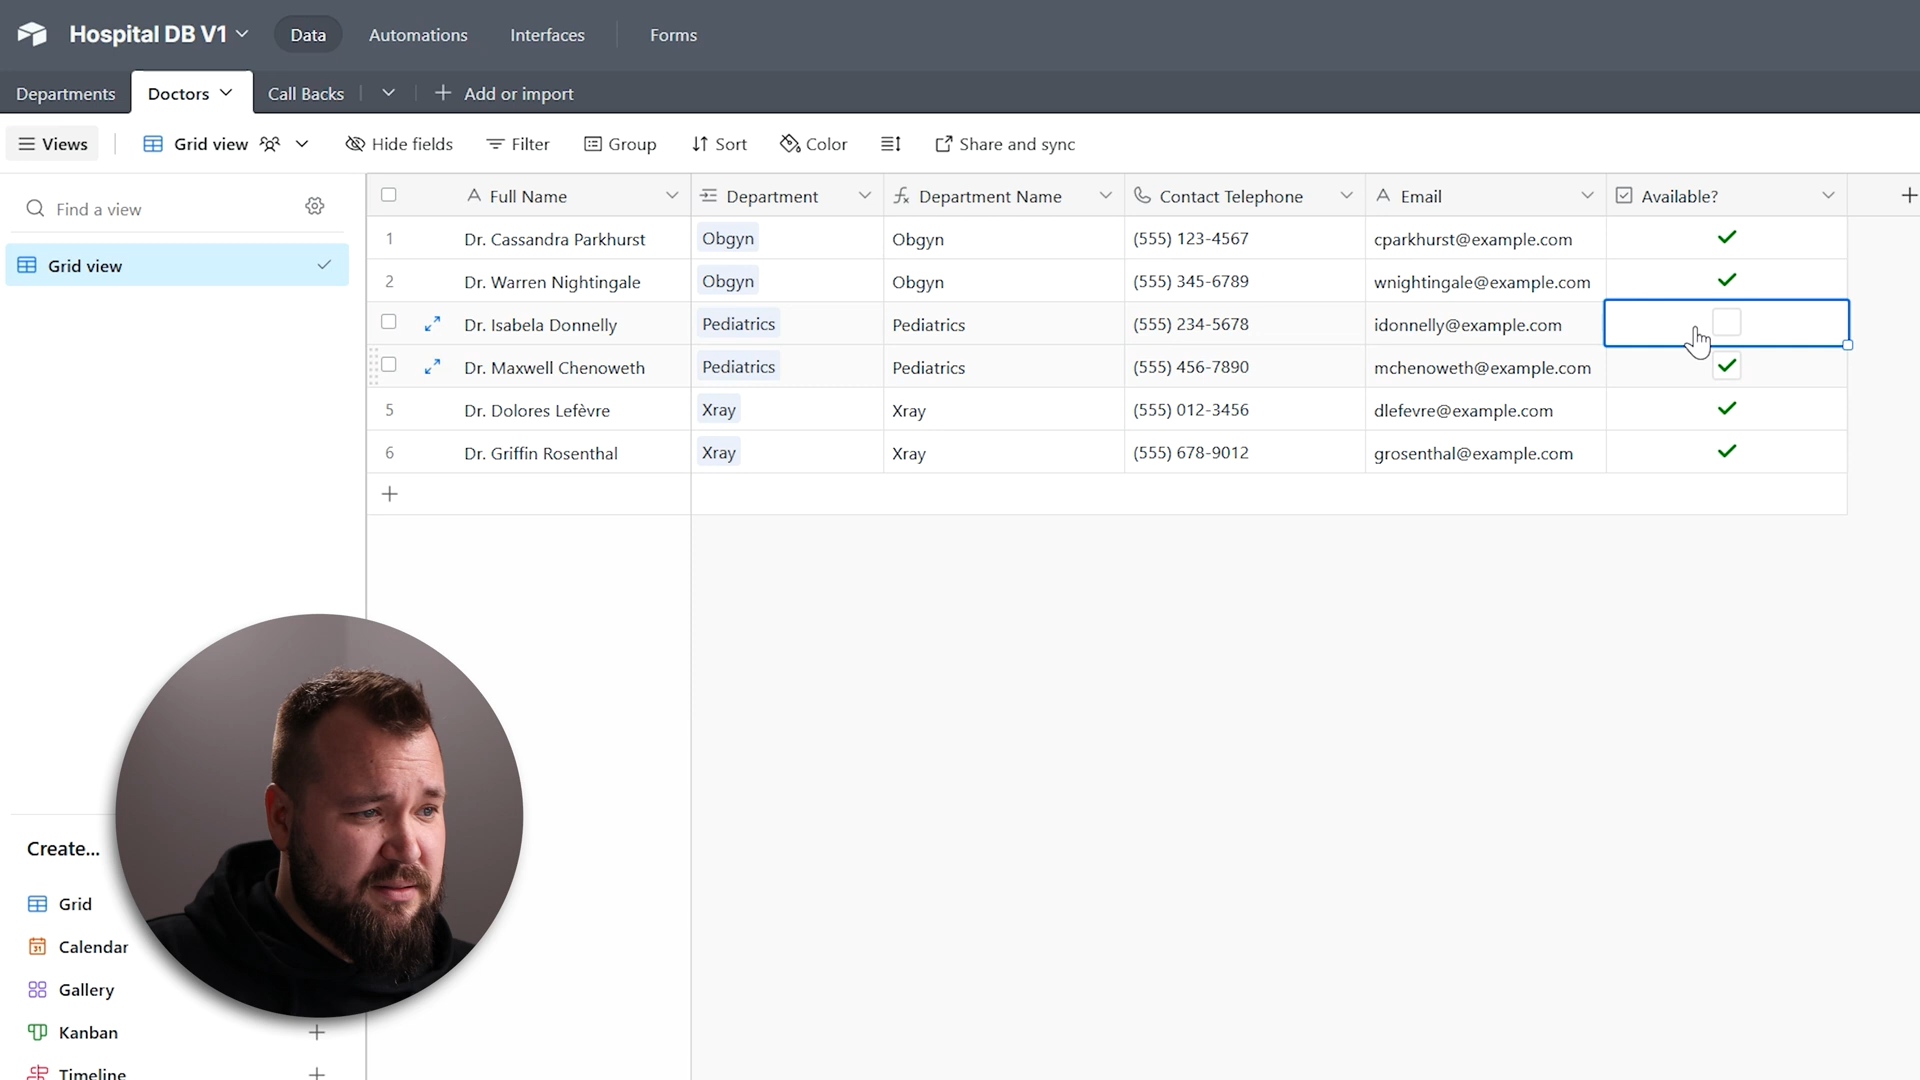 Hospital DB V1 Data Automations Interfaces Forms
Departments Doctors Call Backs Add or import
Views Grid view Hide fields Filter Group Sort Color Share and sync
Find a view
Grid view
Full Name Department Department Name Contact Telephone Email Available?
1 Dr. Cassandra Parkhurst Obgyn Obgyn (555) 123-4567 cparkhurst@example.com
2 Dr. Warren Nightingale Obgyn Obgyn (555) 345-6789 wnightingale@example.com
Dr. Isabela Donnelly Pediatrics Pediatrics (555) 234-5678 idonnelly@example.com
Dr. Maxwell Chenoweth Pediatrics Pediatrics (555) 456-7890 mchenoweth@example.com
5 Dr. Dolores Lefèvre Xray Xray (555) 012-3456 dlefevre@example.com
6 Dr. Griffin Rosenthal Xray Xray (555) 678-9012 grosenthal@example.com
Create...
Grid
Calendar
Gallery
Kanban
Timeline